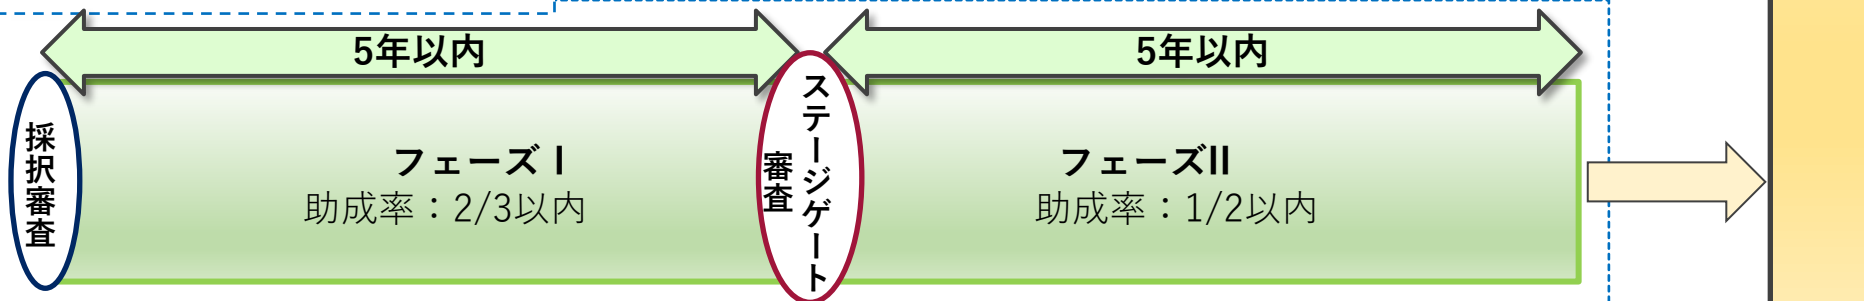 5年以内
5年以内
採択審査
フェーズⅠ
助成率：2/3以内
ステージゲート
審査
フェーズII
助成率：1/2以内